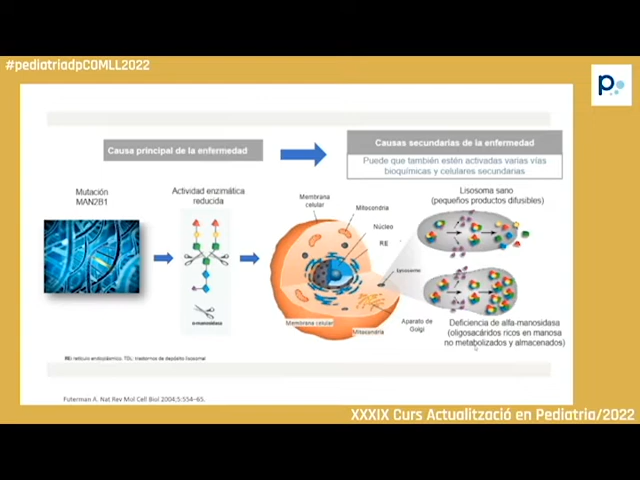 #pediatriadpCOMLL2022
p.
Causa principal de la enfermedad
Causas secundarias de la enfermedad
Puede que también estén activadas varias vías
bioquímicas y celulares secundarias
Mutación
MAN2B1
Actividad enzimática
reducida
α-manosidasa
Membrana
celular
Mitocondria
Núcleo
RE
Membrana celular
Mitocondria
Aparato de
Golgi
Lisosoma sano
(pequeños productos difusibles)
Deficiencia de alfa-manosidasa
(oligosacáridos ricos en manosa
no metabolizados y almacenados)
RE: retículo endoplásmico. TDL: trastornos de depósito lisosomal
Futerman A. Nat Rev Mol Cell Biol 2004;5:554–65.
XXXIX Curs Actualització en Pediatria/2022